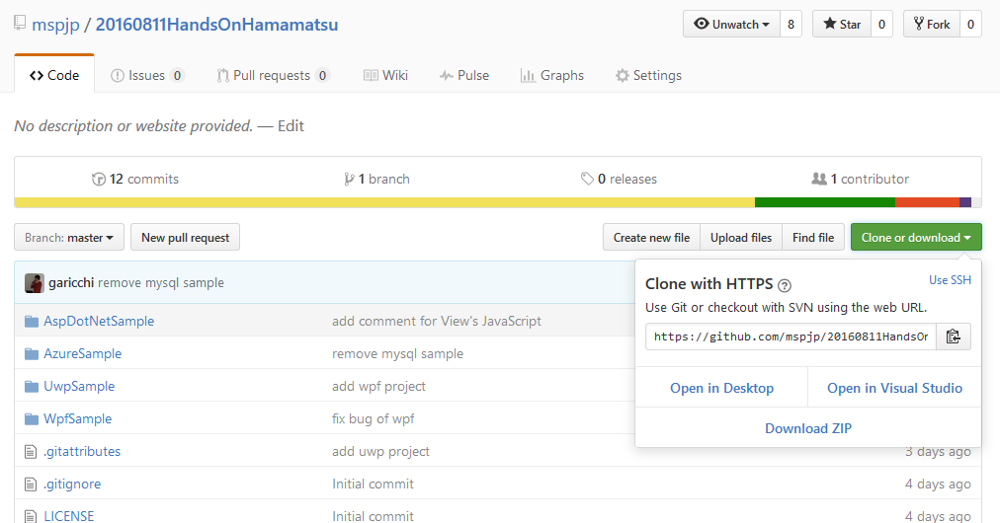 mspjp / 20160811HandsOnHamamatsu
Unwatch 8 Star 0 Fork 0
Code Issues 0 Pull requests 0 Wiki Pulse Graphs Settings
No description or website provided. — Edit
12 commits 1 branch 0 releases 1 contributor
Branch: master New pull request Create new file Upload files Find file Clone or download
garicchi remove mysql sample
Clone with HTTPS ? Use SSH
Use Git or checkout with SVN using the web URL.
https://github.com/mspjp/20160811HandsOn
Open in Desktop Open in Visual Studio
Download ZIP
AspDotNetSample add comment for View's JavaScript
AzureSample remove mysql sample
UwpSample add wpf project
WpfSample fix bug of wpf
.gitattributes add uwp project 3 days ago
.gitignore Initial commit 4 days ago
LICENSE Initial commit 4 days ago